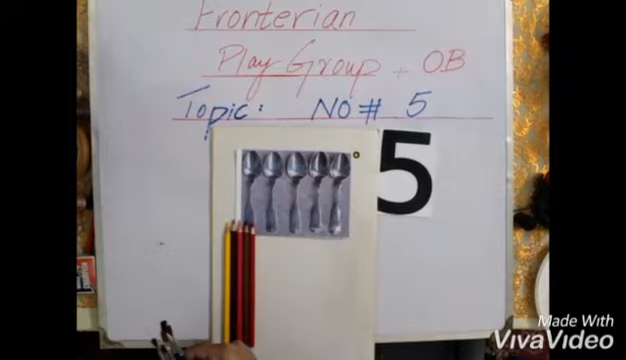 Fronterian
Play Group + OB
Topic: NO# 5
5
Made With
VivaVideo